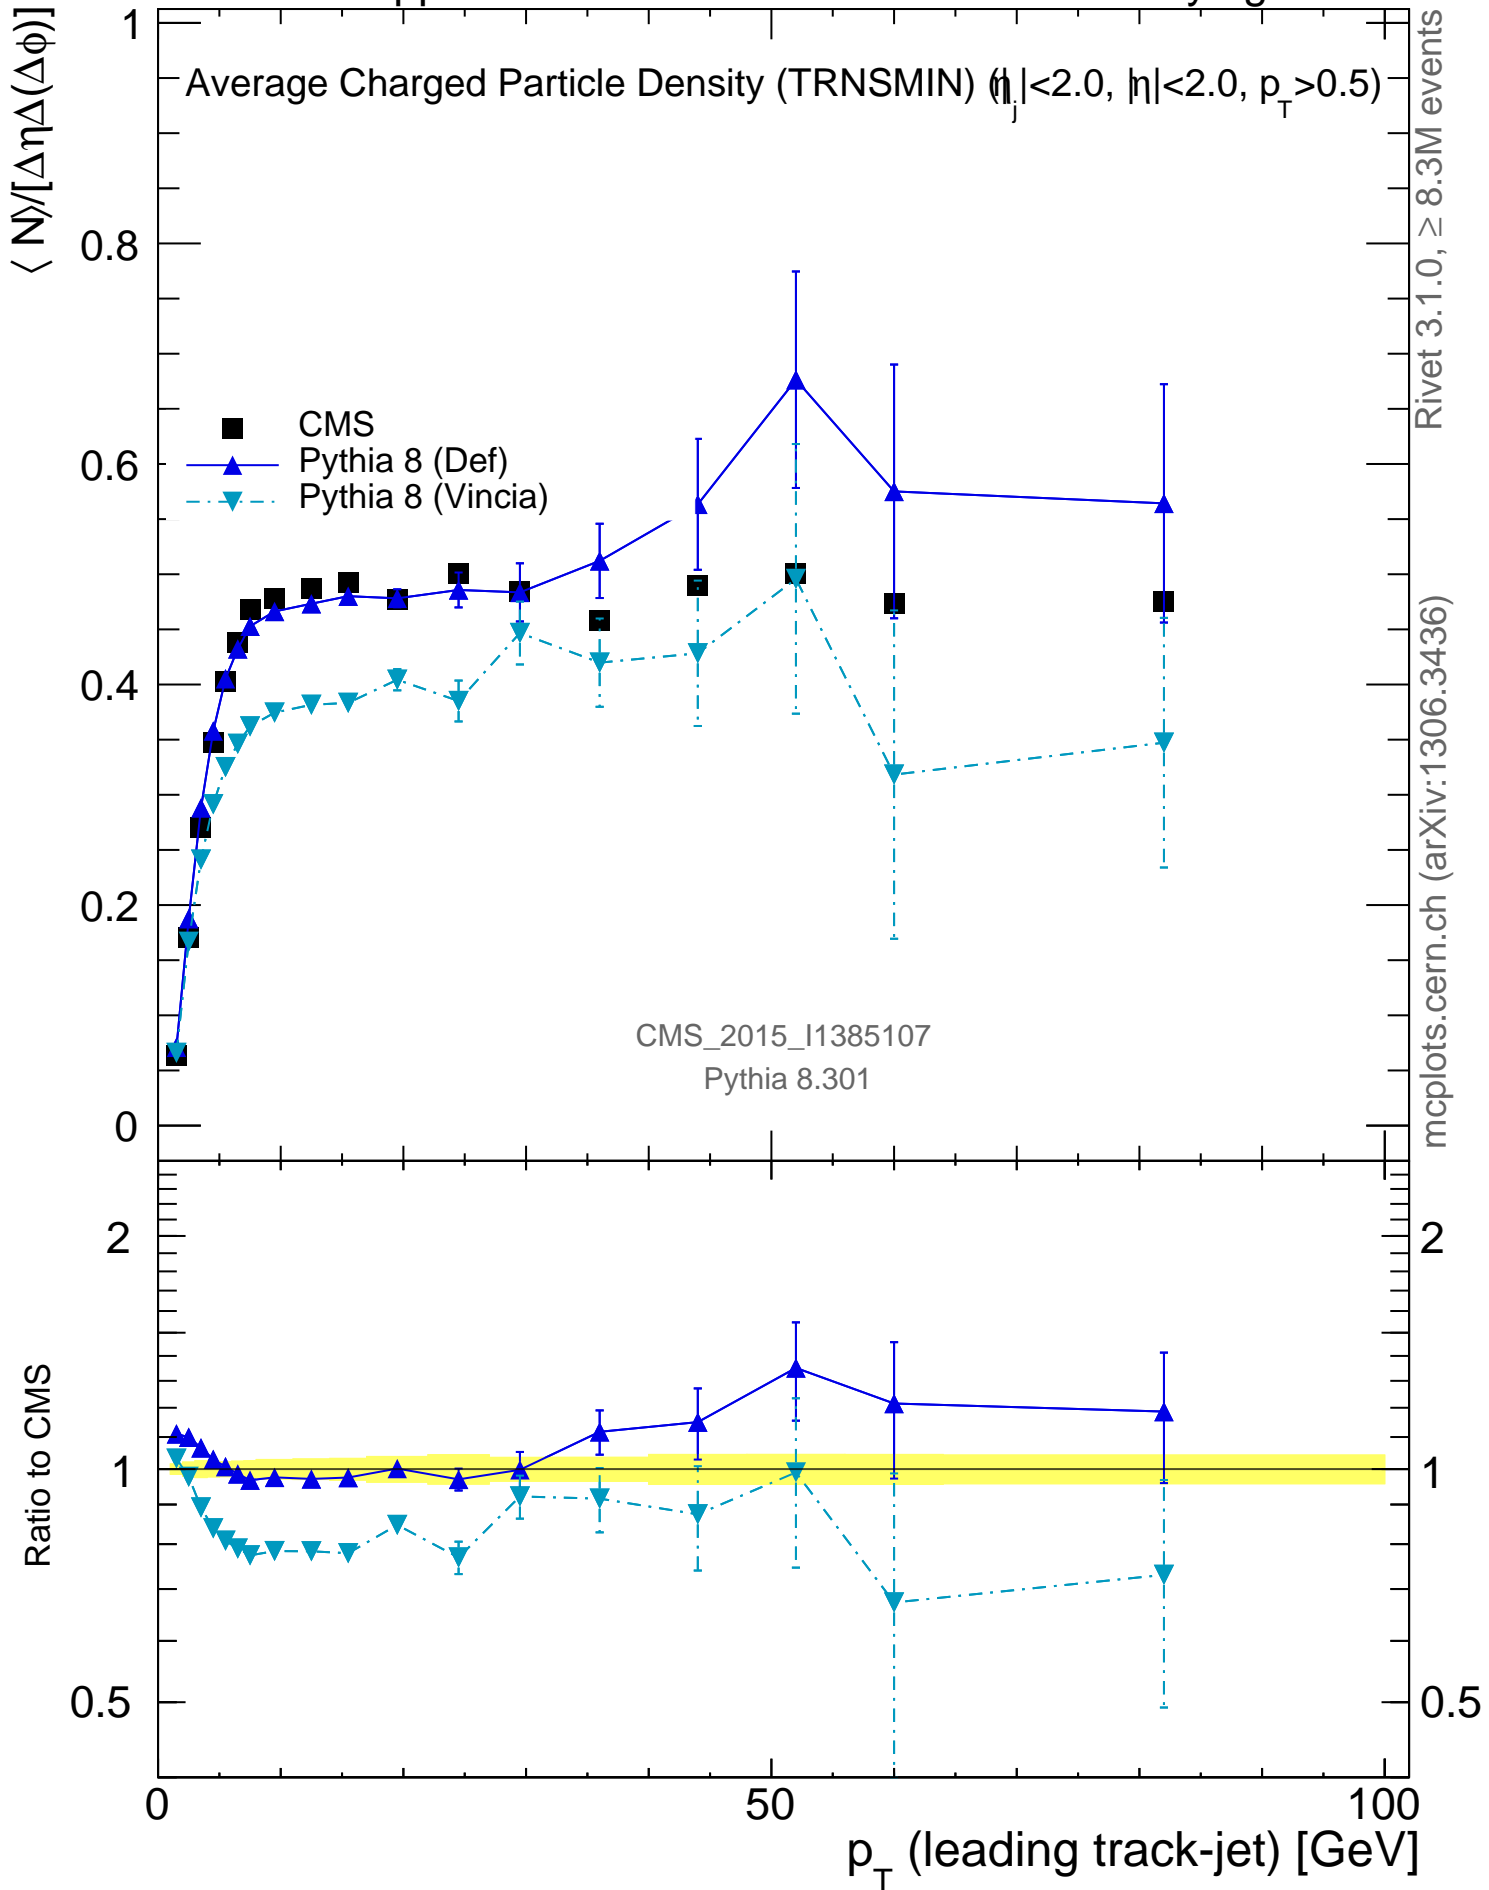 ⟨ N⟩/[ΔηΔ(Δϕ)]
Average Charged Particle Density (TRNSMIN) (|η_j|<2.0, |η|<2.0, p_T>0.5)
1
0.8
0.6
0.4
0.2
0
CMS
Pythia 8 (Def)
Pythia 8 (Vincia)
CMS_2015_I1385107
Pythia 8.301
Rivet 3.1.0, ≥ 8.3M events
mcplots.cern.ch (arXiv:1306.3436)
Ratio to CMS
2
1
0.5
2
1
0.5
0
50
100
p_T (leading track-jet) [GeV]